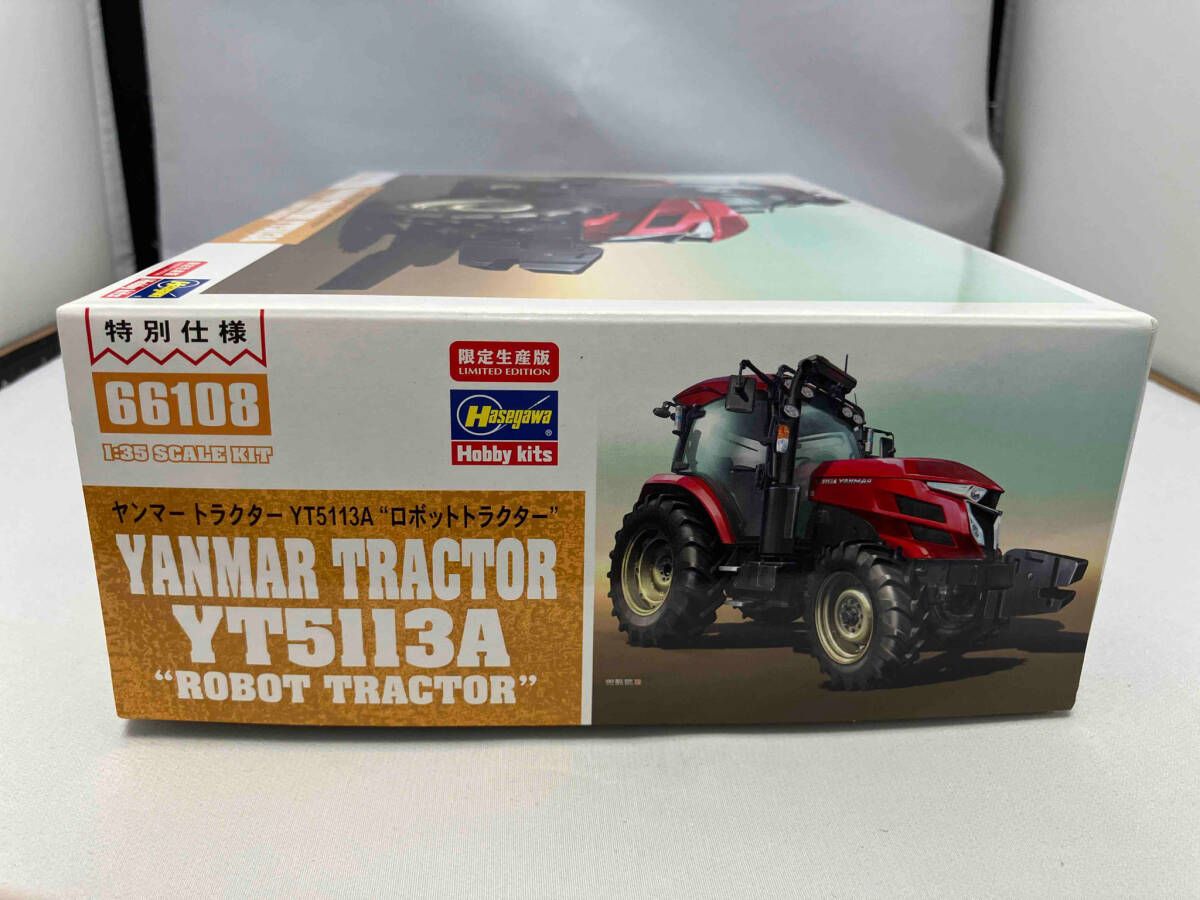 特別仕様
66108
1:35 SCALE KIT
限定生産版
LIMITED EDITION
Hasegawa
Hobby kits
ヤンマー トラクター YT5113A “ロボットトラクター”
YANMAR TRACTOR
YT5113A
“ROBOT TRACTOR”
YANMAR